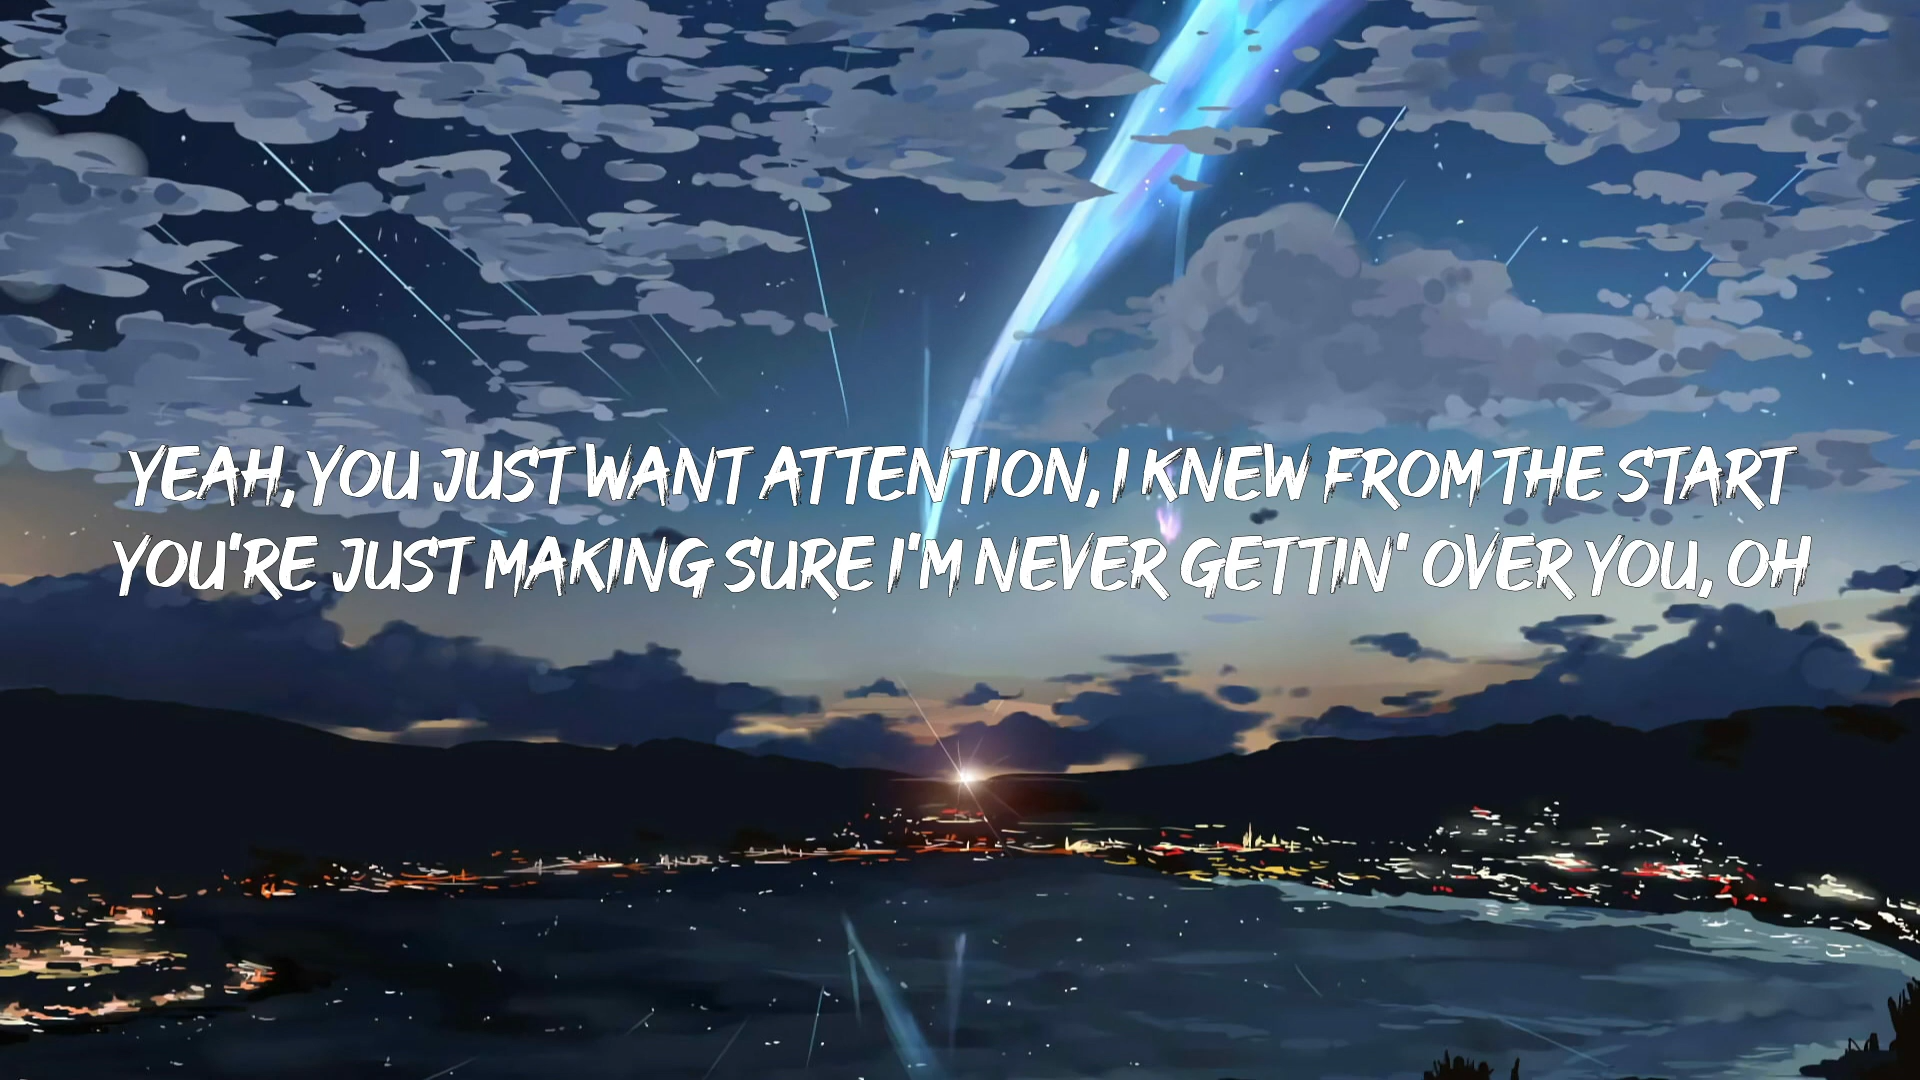 YEAH, YOU JUST WANT ATTENTION, I KNEW FROM THE START
YOU'RE JUST MAKING SURE I'M NEVER GETTIN' OVER YOU, OH